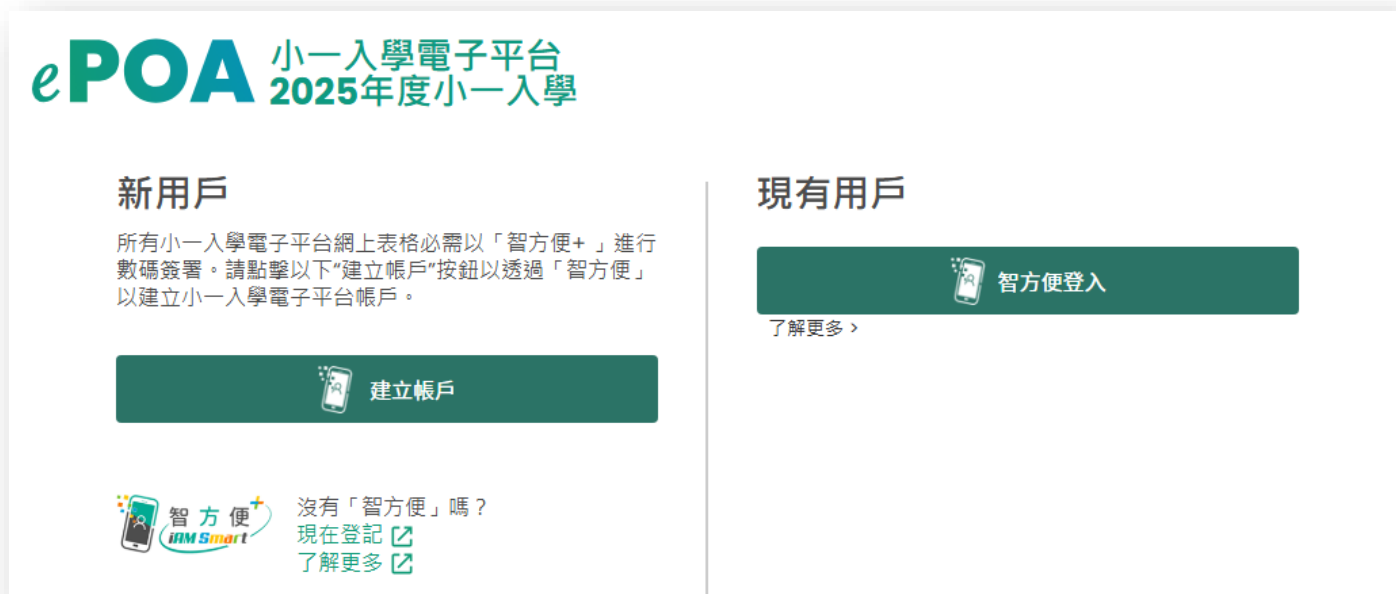 ePOA 小一入學電子平台
2025年度小一入學
新用戶
所有小一入學電子平台網上表格必需以「智方便+」進行
數碼簽署。請點擊以下“建立帳戶”按鈕以透過「智方便」
以建立小一入學電子平台帳戶。
建立帳戶
智方便+
iAM Smart
沒有「智方便」嗎？
現在登記
了解更多
現有用戶
智方便登入
了解更多 >